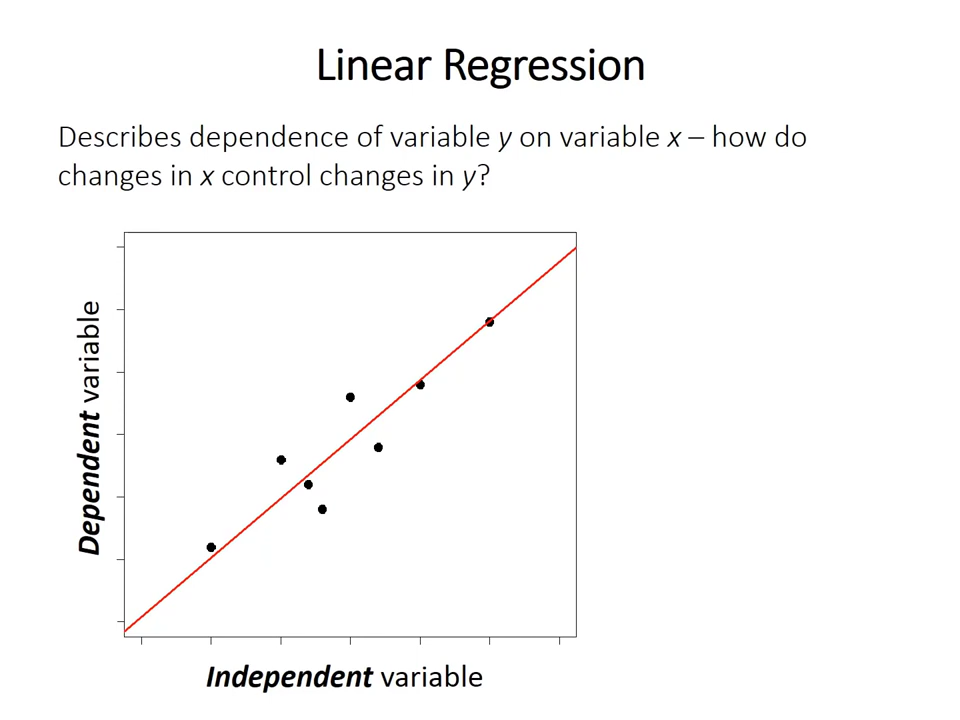 Linear Regression
Describes dependence of variable y on variable x – how do
changes in x control changes in y?
Dependent variable
Independent variable